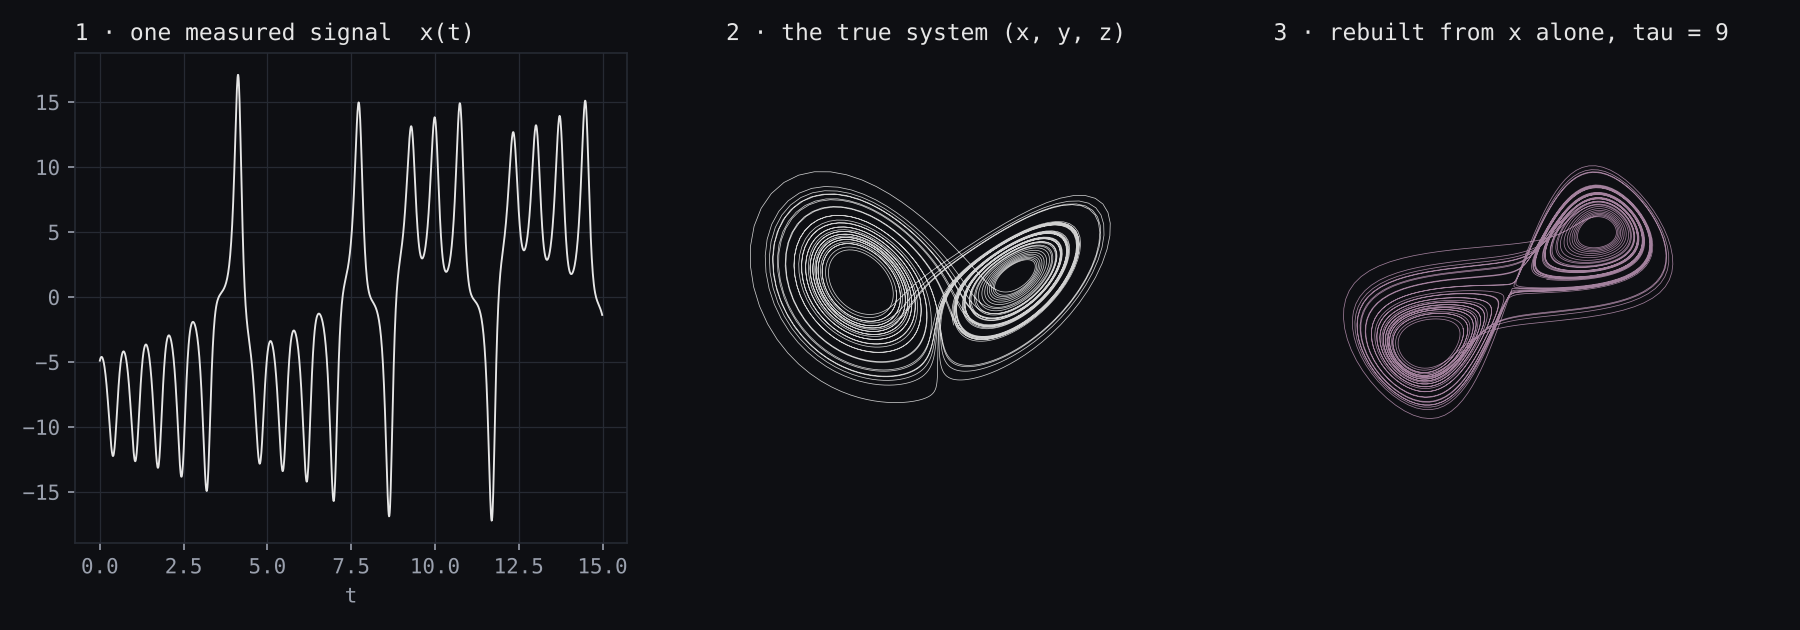 1 · one measured signal  x(t)
2 · the true system (x, y, z)
3 · rebuilt from x alone, tau = 9
15
10
5
0
−5
−10
−15
0.0 2.5 5.0 7.5 10.0 12.5 15.0
t